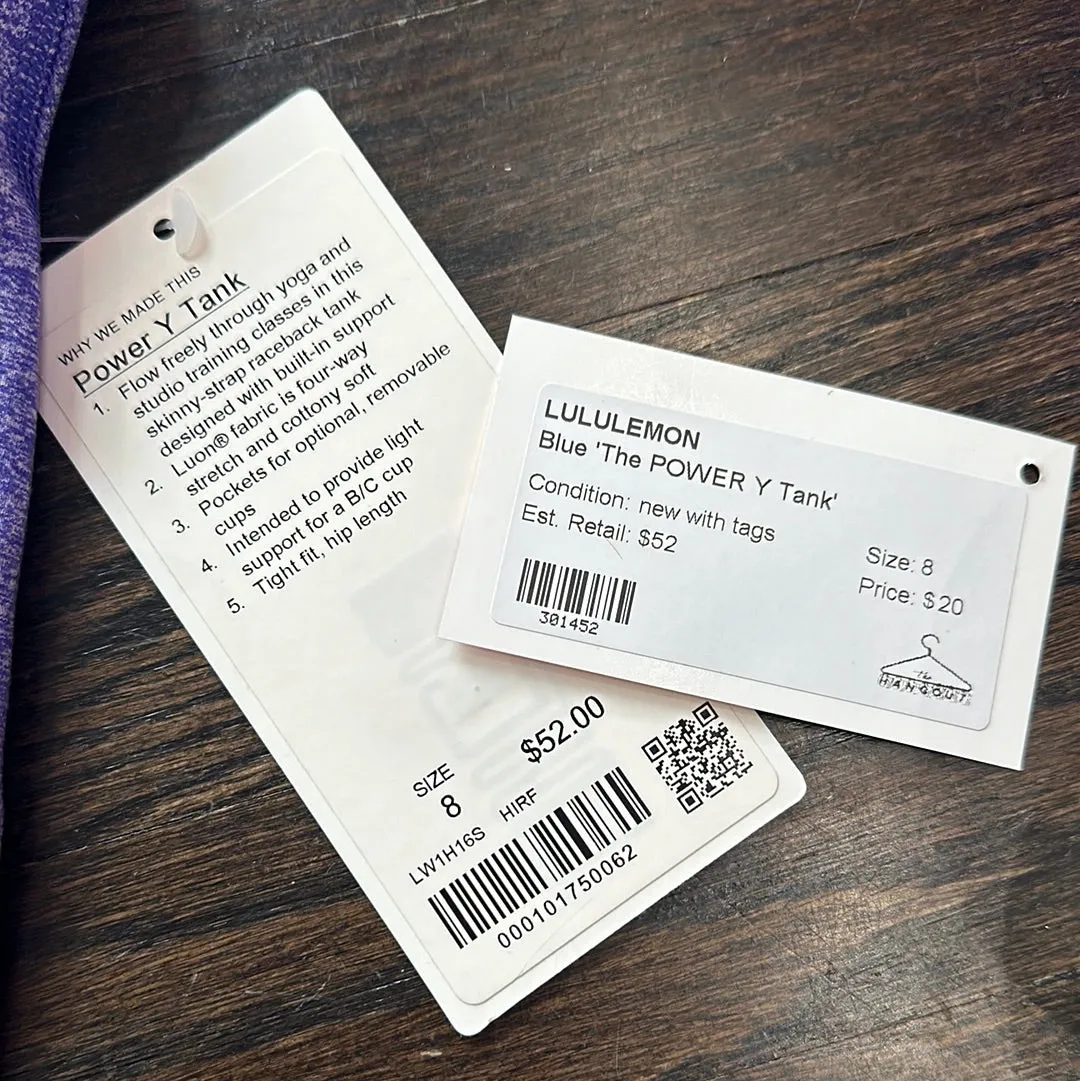 WHY WE MADE THIS
Power Y Tank
1. Flow freely through yoga and
studio training classes in this
skinny-strap raceback tank
designed with built-in support
2. Luon® fabric is four-way
stretch and cottony soft
3. Pockets for optional, removable
cups
4. Intended to provide light
support for a B/C cup
5. Tight fit, hip length
SIZE
8
$52.00
LW1H16S HIRF
000101750062
LULULEMON
Blue 'The POWER Y Tank'
Condition: new with tags
Est. Retail: $52
Size: 8
Price: $20
301452
the
HANGOUT